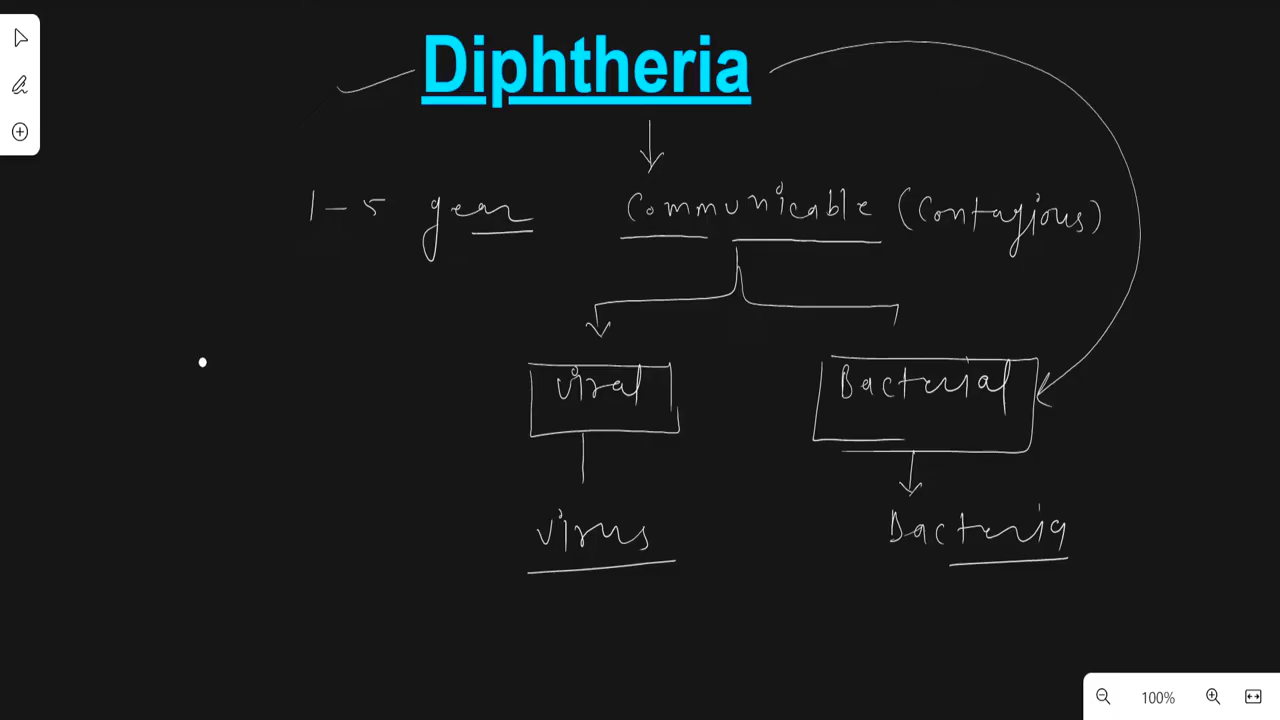 Diphtheria
1-5 year Communicable (Contagious)
Viral Bacterial
Virus Bacteria
100%